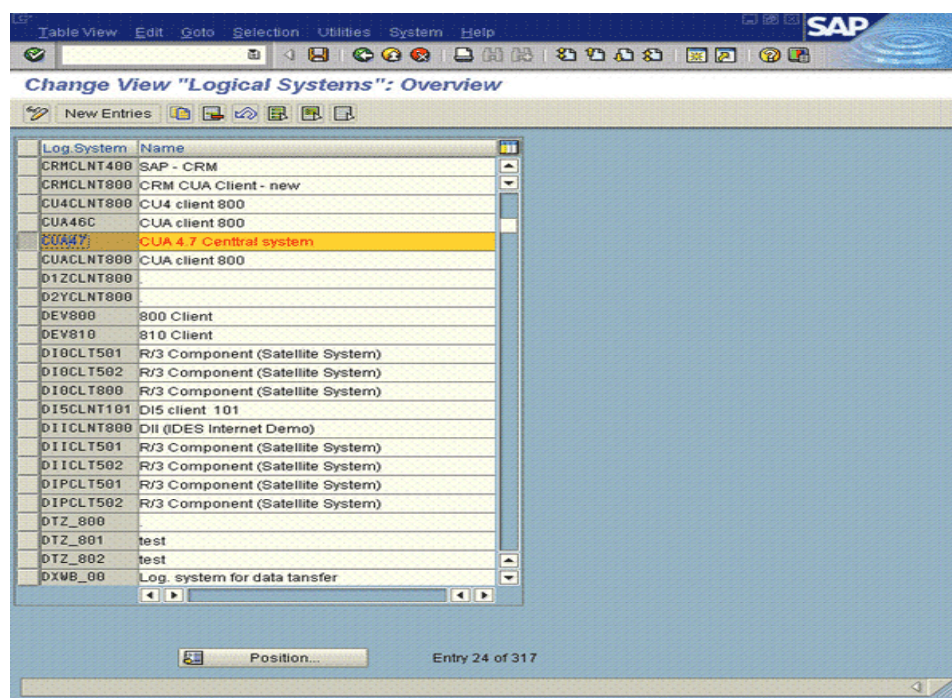 Table View Edit Goto Selection Utilities System Help
SAP
Change View "Logical Systems": Overview
New Entries
Log.System Name
CRMCLNT400 SAP - CRM
CRMCLNT800 CRM CUA Client - new
CU4CLNT800 CU4 client 800
CUA46C CUA client 800
CUA47 CUA 4.7 Centtral system
CUACLNT800 CUA client 800
D1ZCLNT800 .
D2YCLNT800 .
DEV800 800 Client
DEV810 810 Client
DI0CLT501 R/3 Component (Satellite System)
DI0CLT502 R/3 Component (Satellite System)
DI0CLT800 R/3 Component (Satellite System)
DI5CLNT101 DI5 client 101
DIICLNT800 DII (IDES Internet Demo)
DIICLT501 R/3 Component (Satellite System)
DIICLT502 R/3 Component (Satellite System)
DIPCLT501 R/3 Component (Satellite System)
DIPCLT502 R/3 Component (Satellite System)
DTZ_800 .
DTZ_801 test
DTZ_802 test
DXWB_00 Log. system for data tansfer
Position... Entry 24 of 317